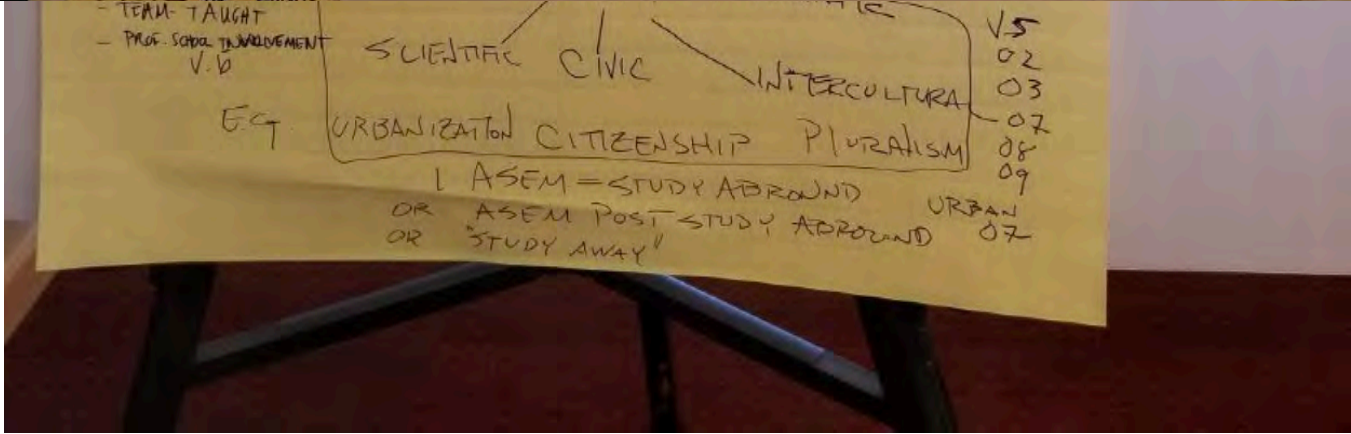 - TEAM-TAUGHT
- PROF. SCHOOL INVOLVEMENT
V.6
SCIENTIFIC CIVIC INTERCULTURAL
E.G. URBANIZATION CITIZENSHIP PLURALISM
1 ASEM = STUDY ABROUND
OR ASEM POST STUDY ABROUND
OR "STUDY AWAY"
V5
02
03
07
08
09
URBAN
07